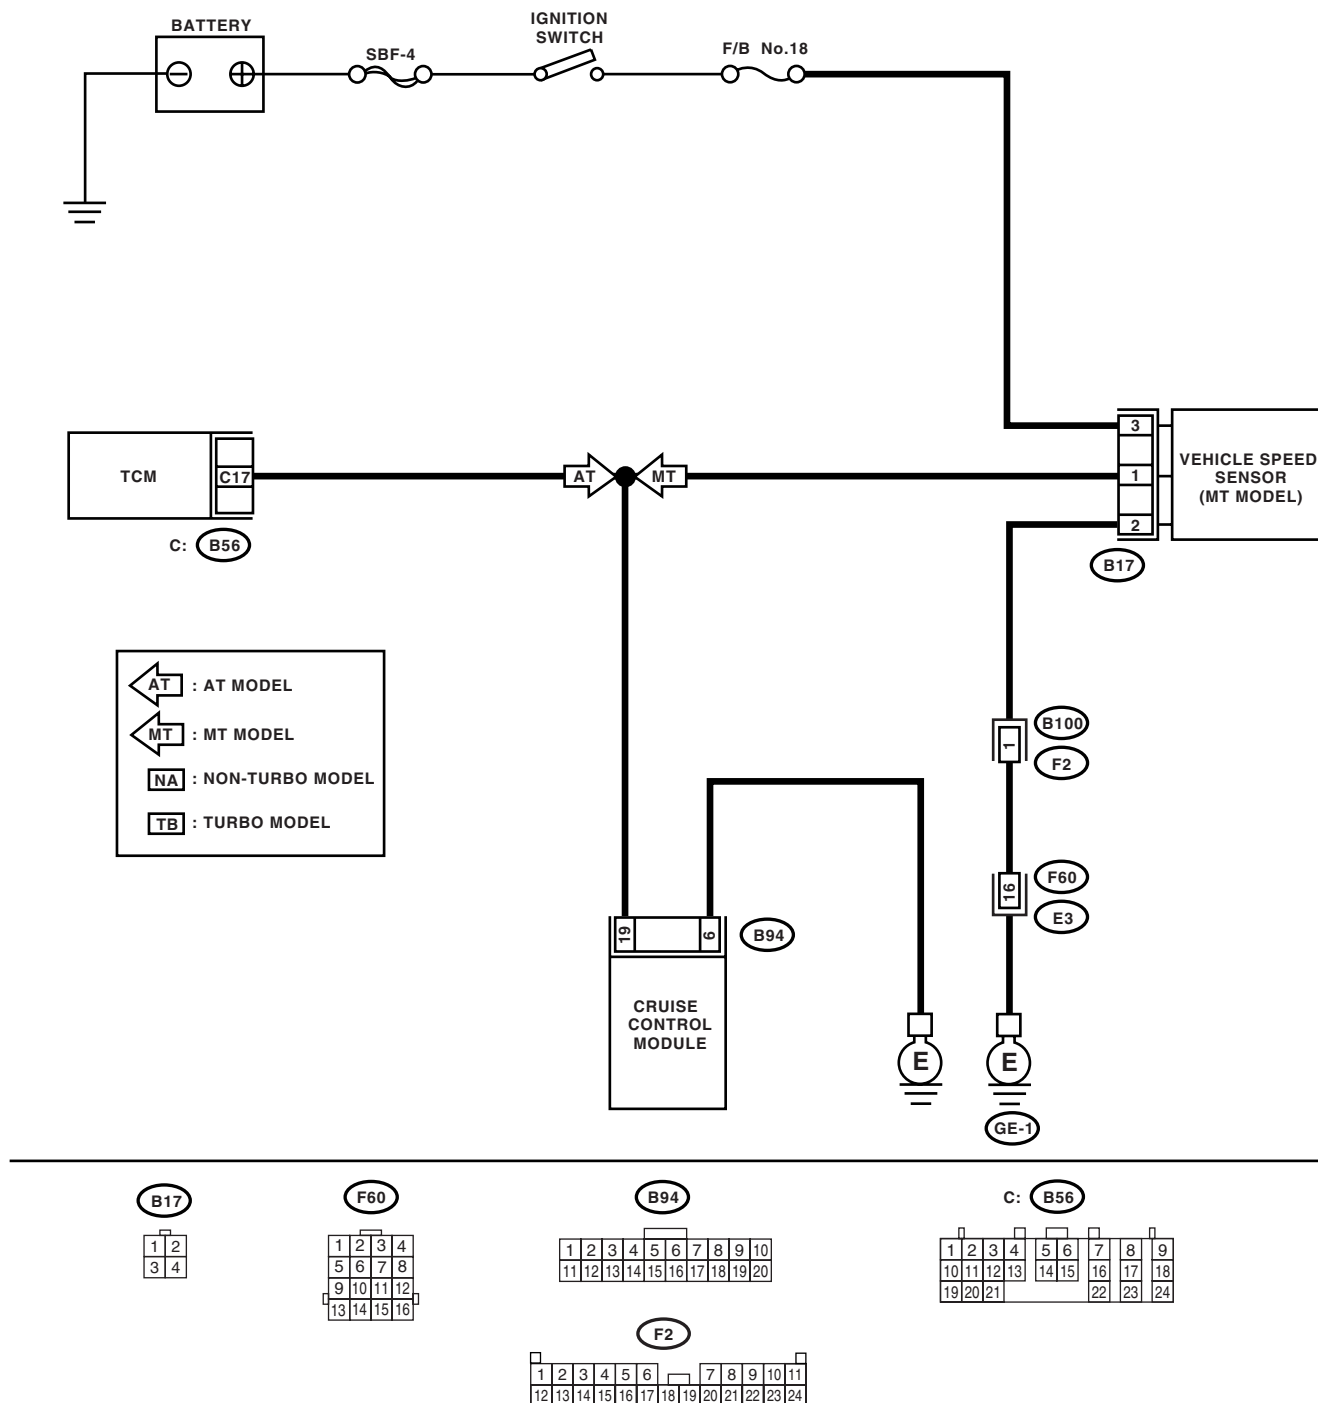 BATTERY
IGNITION
SWITCH
SBF-4
F/B No.18
TCM
C17
C: B56
AT
MT
3
1
2
VEHICLE SPEED
SENSOR
(MT MODEL)
B17
AT : AT MODEL
MT : MT MODEL
NA : NON-TURBO MODEL
TB : TURBO MODEL
1
B100
F2
16
F60
E3
19
6
B94
CRUISE
CONTROL
MODULE
E
E
GE-1
B17
1 2
3 4
F60
1 2 3 4
5 6 7 8
9 10 11 12
13 14 15 16
B94
1 2 3 4 5 6 7 8 9 10
11 12 13 14 15 16 17 18 19 20
C: B56
1 2 3 4 5 6 7 8 9
10 11 12 13 14 15 16 17 18
19 20 21 22 23 24
F2
1 2 3 4 5 6 7 8 9 10 11
12 13 14 15 16 17 18 19 20 21 22 23 24